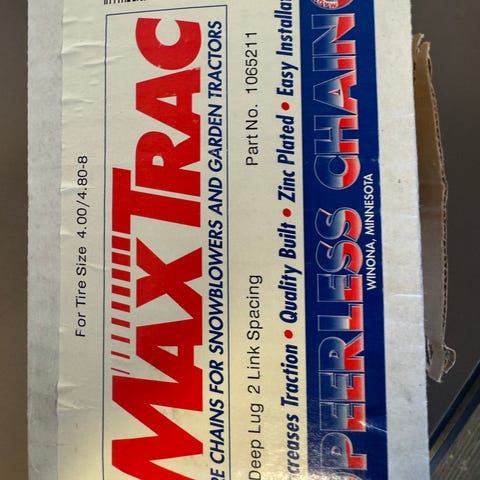 For Tire Size 4.00/4.80-8
MAX TRAC
RE CHAINS FOR SNOWBLOWERS AND GARDEN TRACTORS
Deep Lug 2 Link Spacing Part No. 1065211
creases Traction • Quality Built • Zinc Plated • Easy Installa
PEERLESS CHAIN
WINONA, MINNESOTA